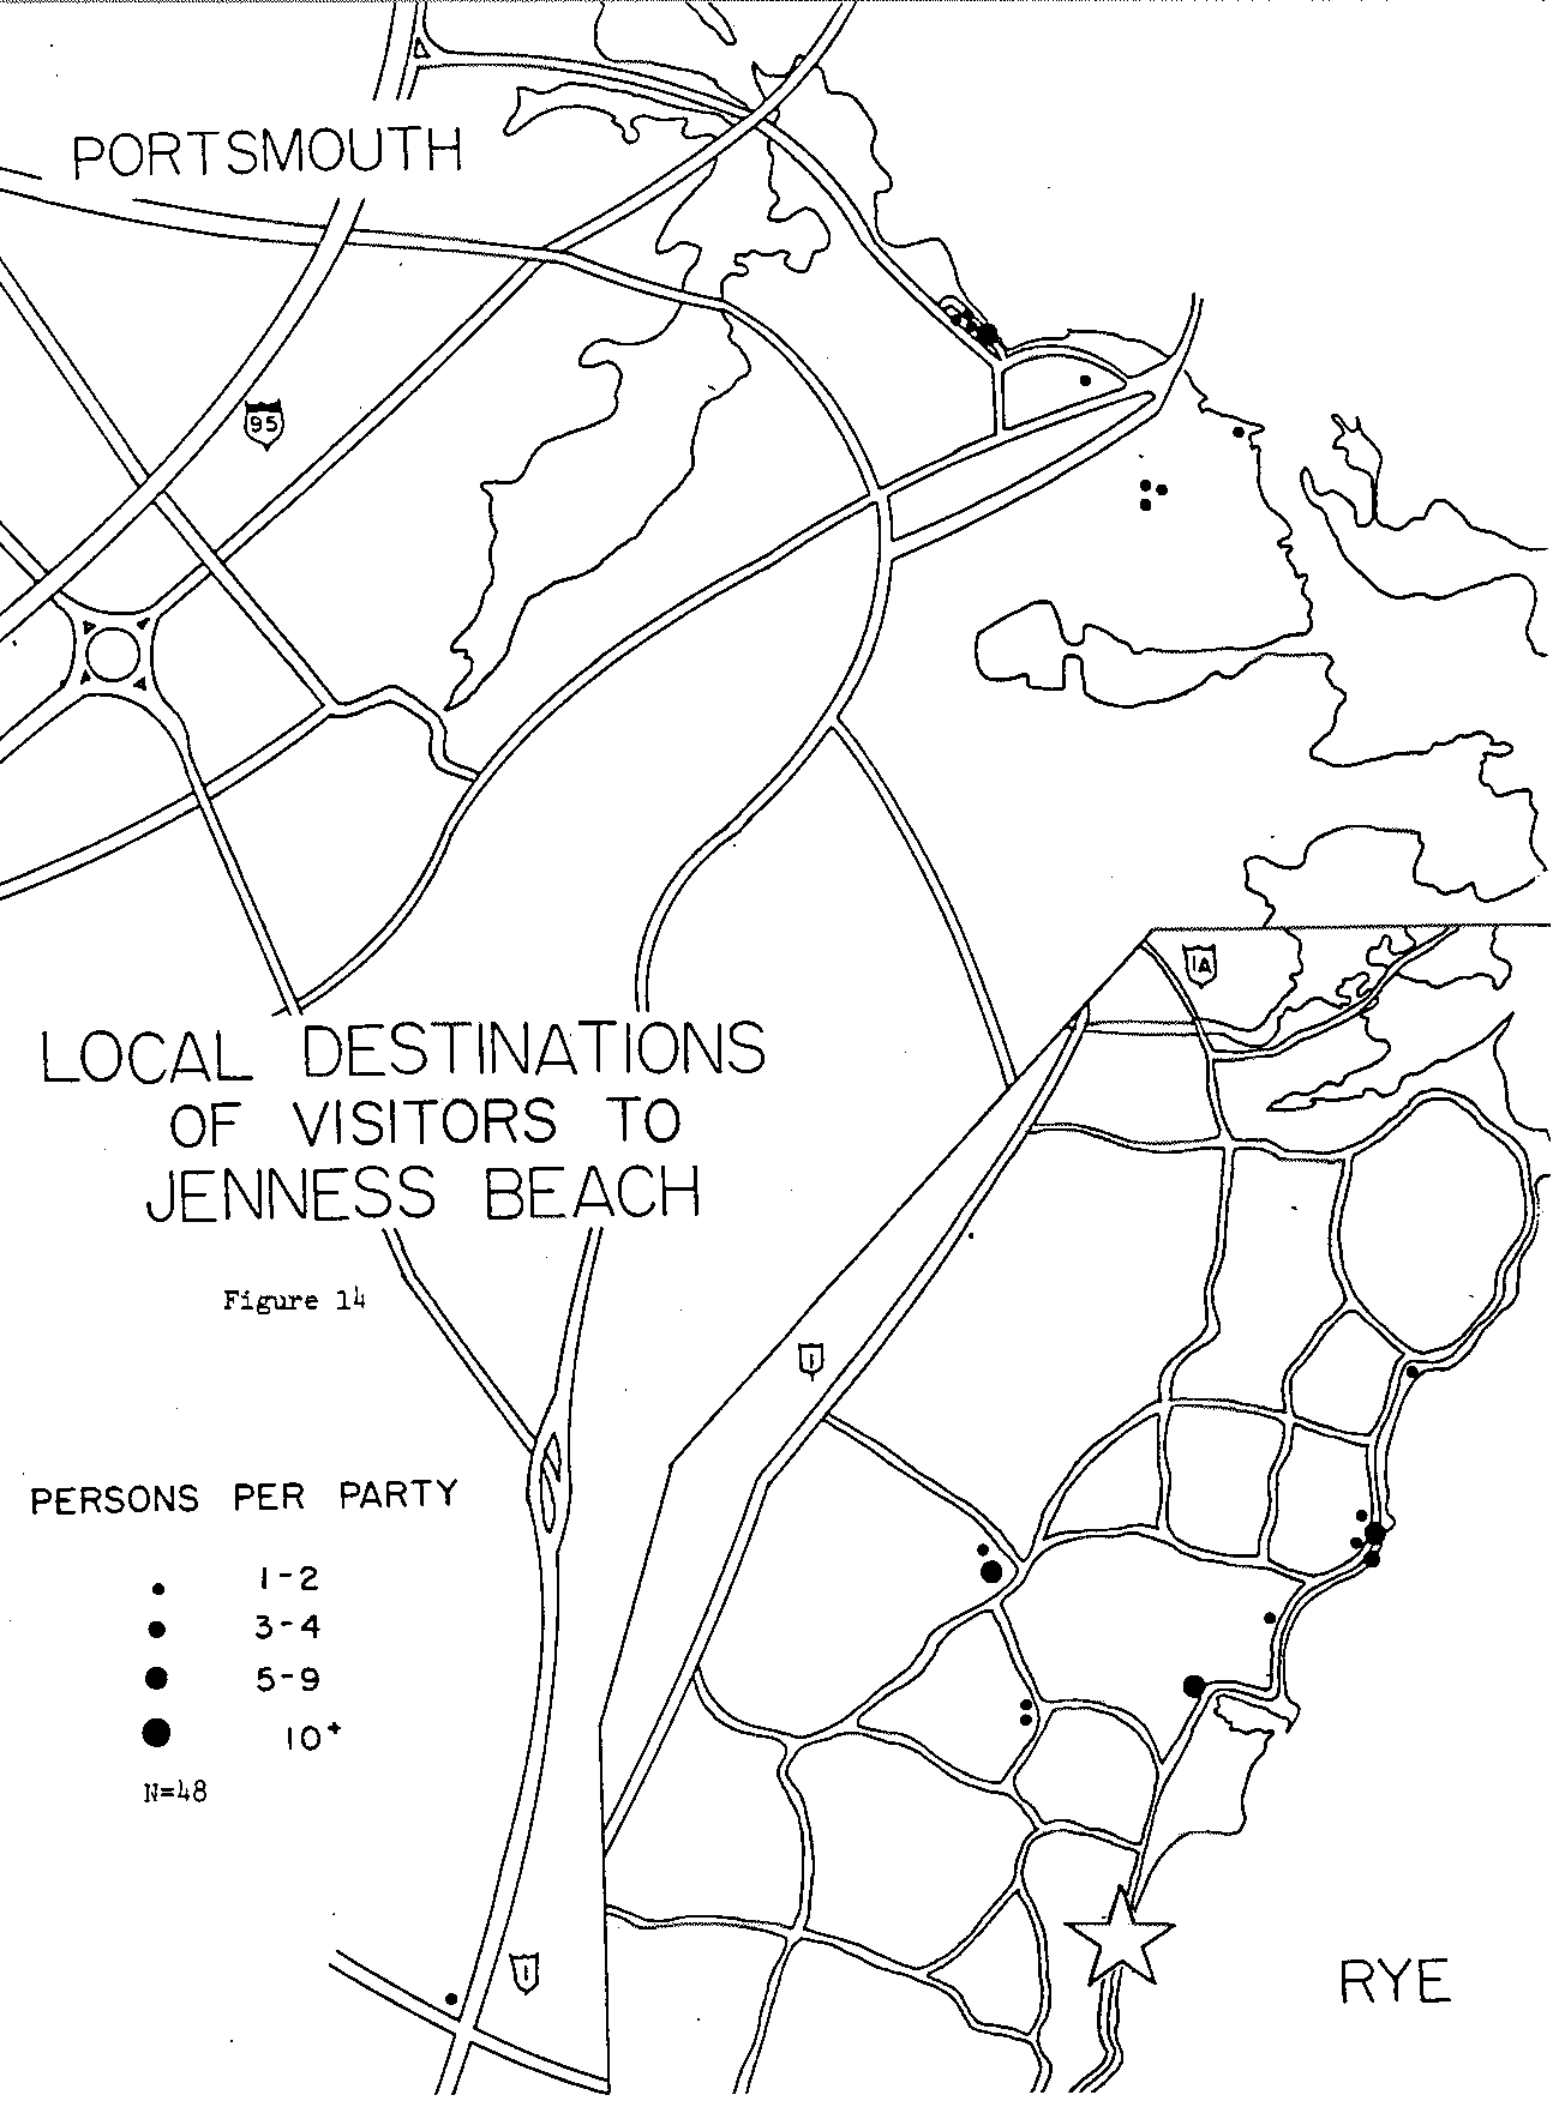 PORTSMOUTH
95
1A
LOCAL DESTINATIONS
OF VISITORS TO
JENNESS BEACH
Figure 14
1
PERSONS PER PARTY
1-2
3-4
5-9
10+
N=48
1
RYE